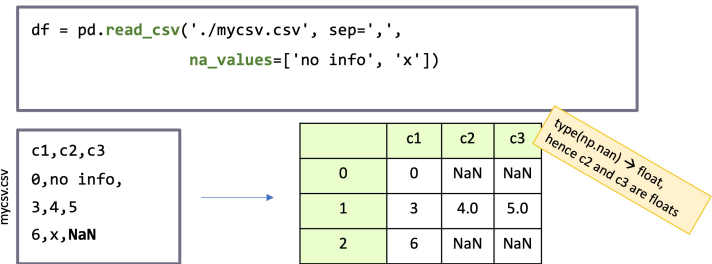 df = pd.read_csv('./mycsv.csv', sep=',',
na_values=['no info', 'x'])
mycsv.csv
c1,c2,c3
0,no info,
3,4,5
6,x,NaN
c1 c2 c3
0 0 NaN NaN
1 3 4.0 5.0
2 6 NaN NaN
type(np.nan) → float,
hence c2 and c3 are floats